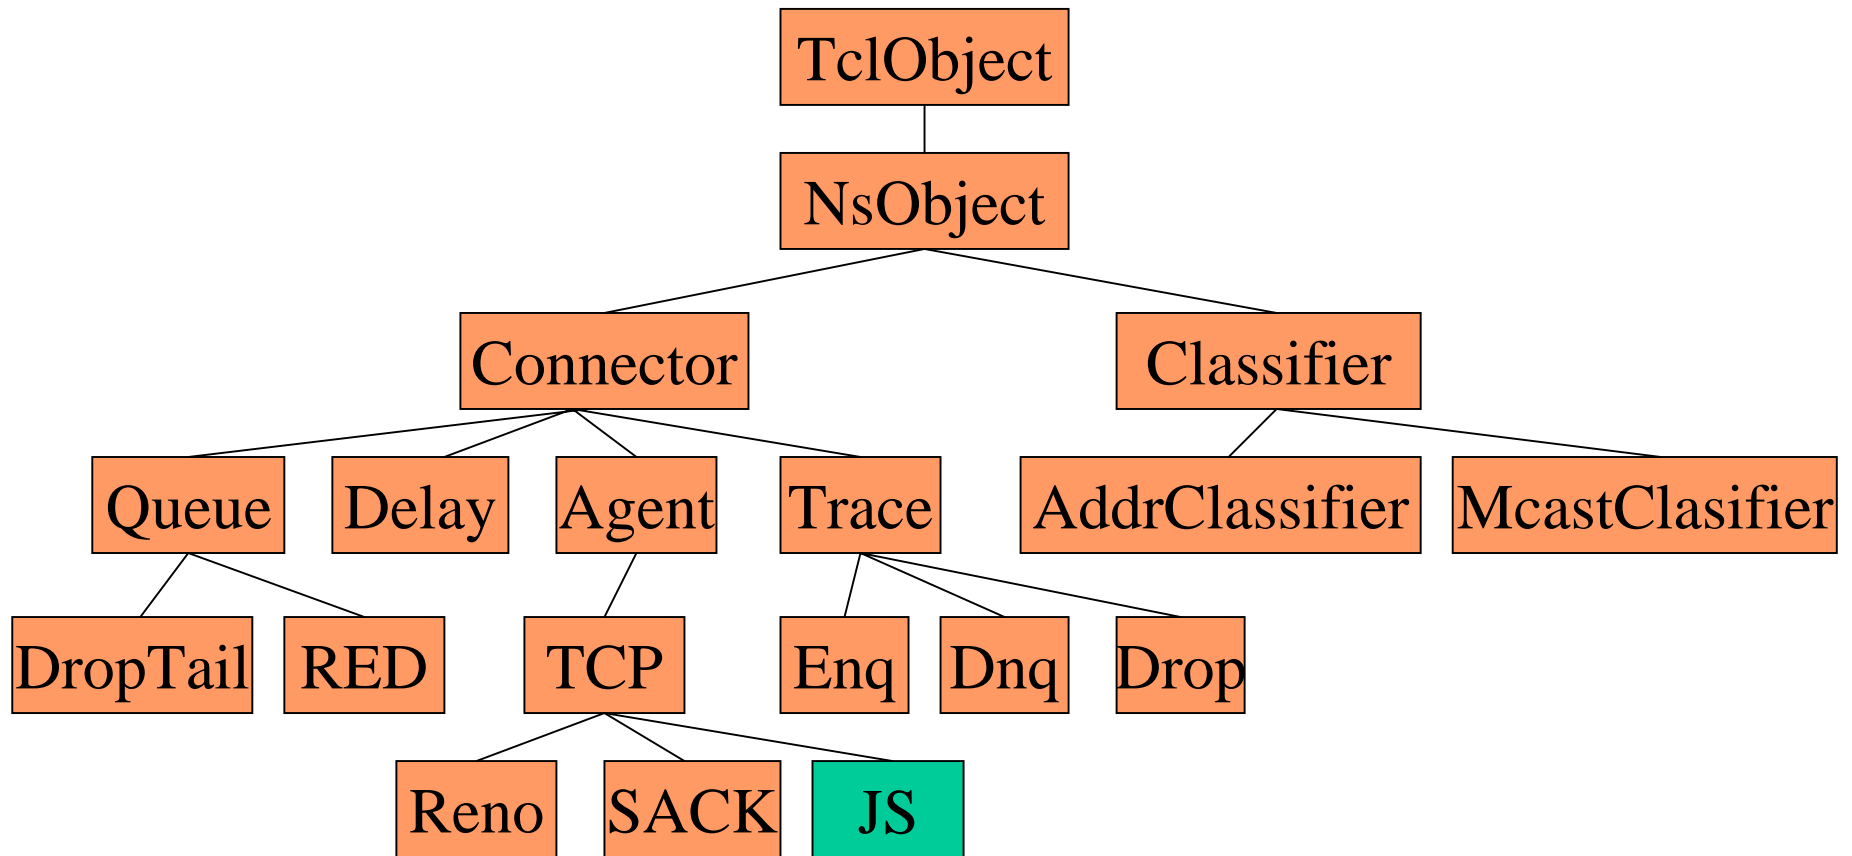 TclObject
NsObject
Connector Classifier
Queue Delay Agent Trace AddrClassifier McastClasifier
DropTail RED TCP Enq Dnq Drop
Reno SACK JS